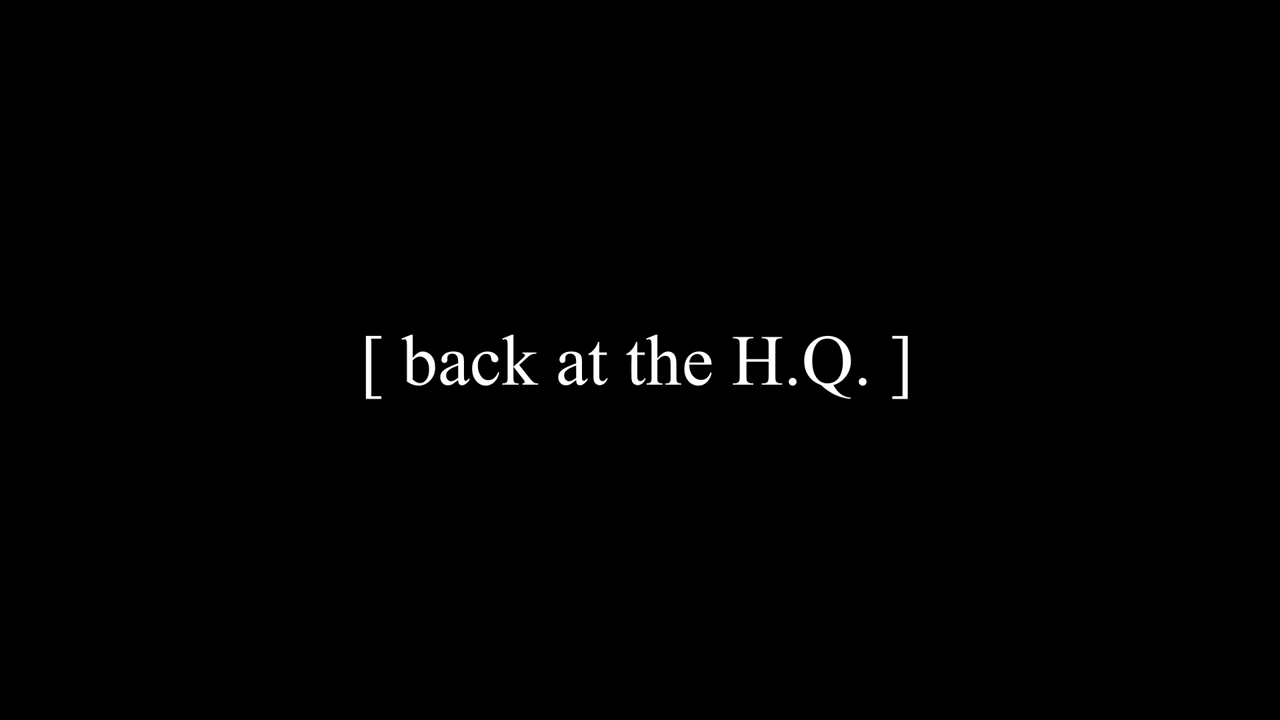 [ back at the H.Q. ]